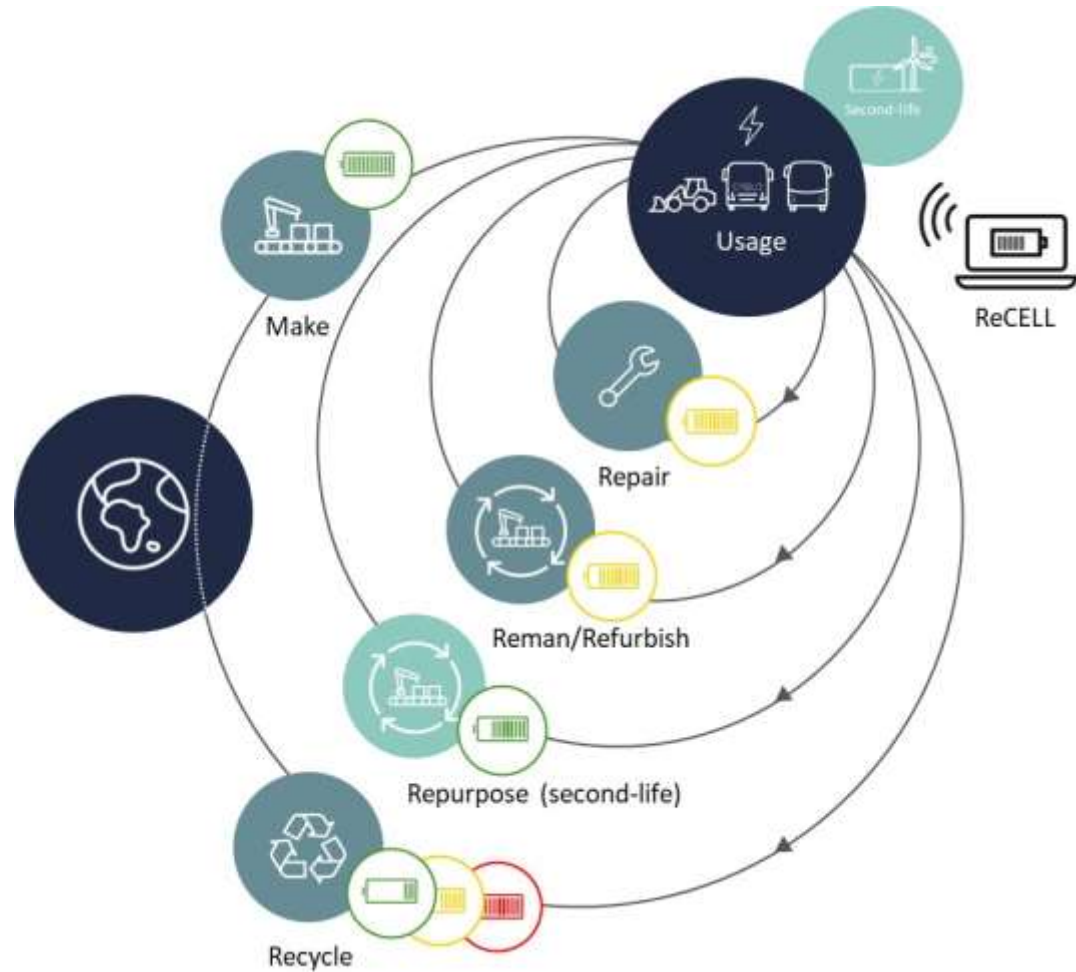 Second-life
Usage
Make
ReCELL
Repair
Reman/Refurbish
Repurpose (second-life)
Recycle